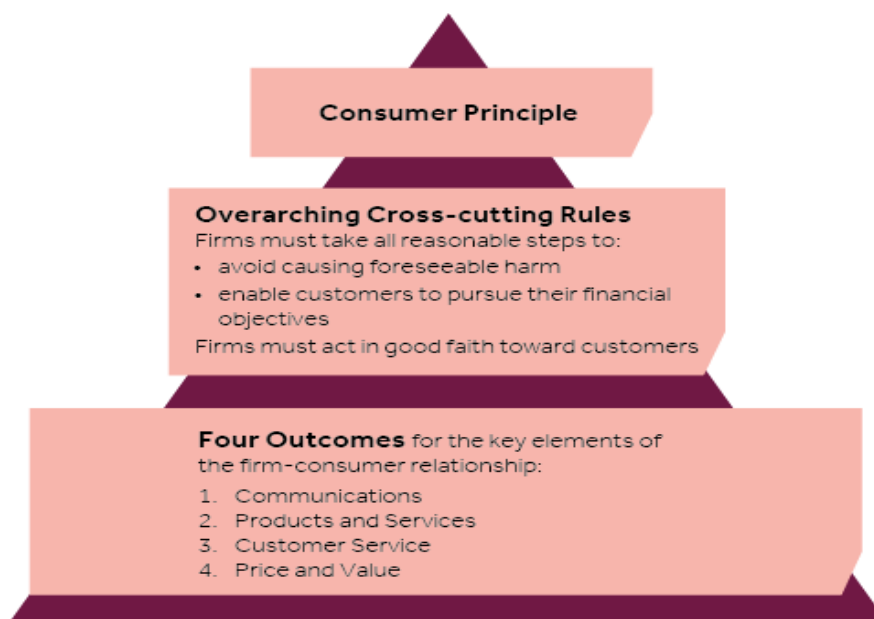 Consumer Principle
Overarching Cross-cutting Rules
Firms must take all reasonable steps to:
• avoid causing foreseeable harm
• enable customers to pursue their financial
objectives
Firms must act in good faith toward customers
Four Outcomes for the key elements of
the firm-consumer relationship:
1. Communications
2. Products and Services
3. Customer Service
4. Price and Value